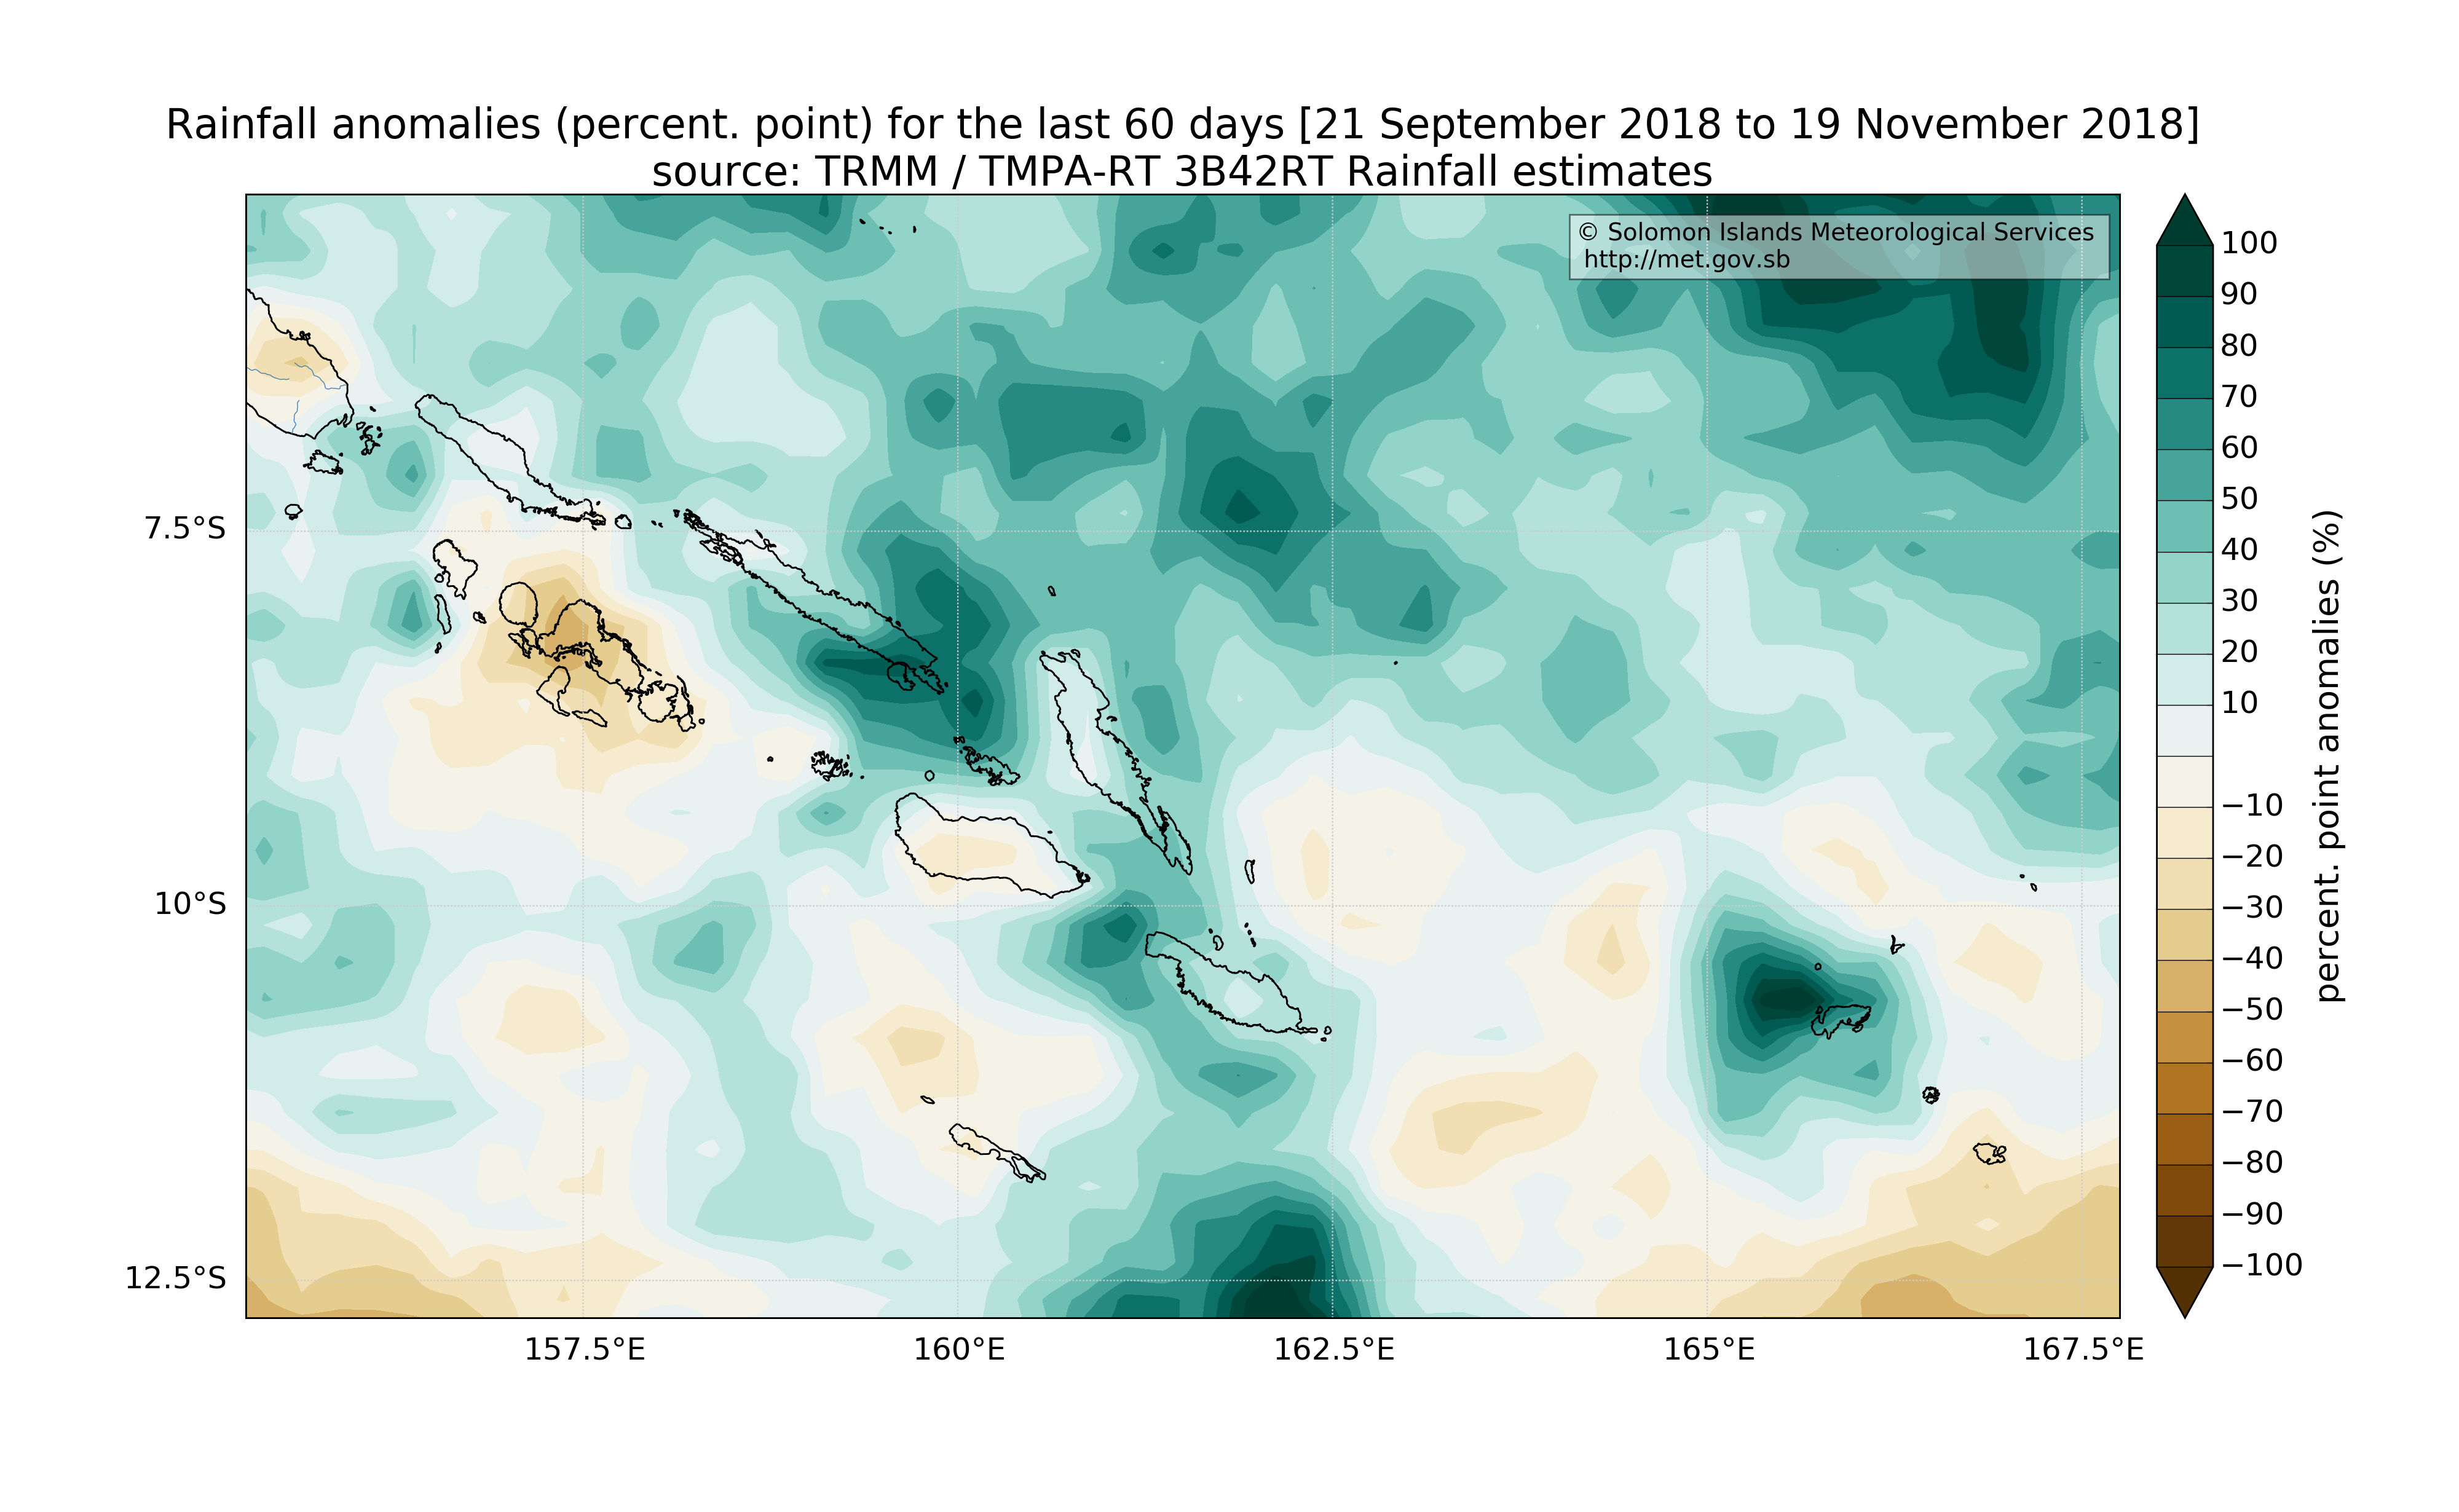 Rainfall anomalies (percent. point) for the last 60 days [21 September 2018 to 19 November 2018]
source: TRMM / TMPA-RT 3B42RT Rainfall estimates
© Solomon Islands Meteorological Services
http://met.gov.sb
7.5°S
10°S
12.5°S
157.5°E
160°E
162.5°E
165°E
167.5°E
100
90
80
70
60
50
40
30
20
10
−10
−20
−30
−40
−50
−60
−70
−80
−90
−100
percent. point anomalies (%)